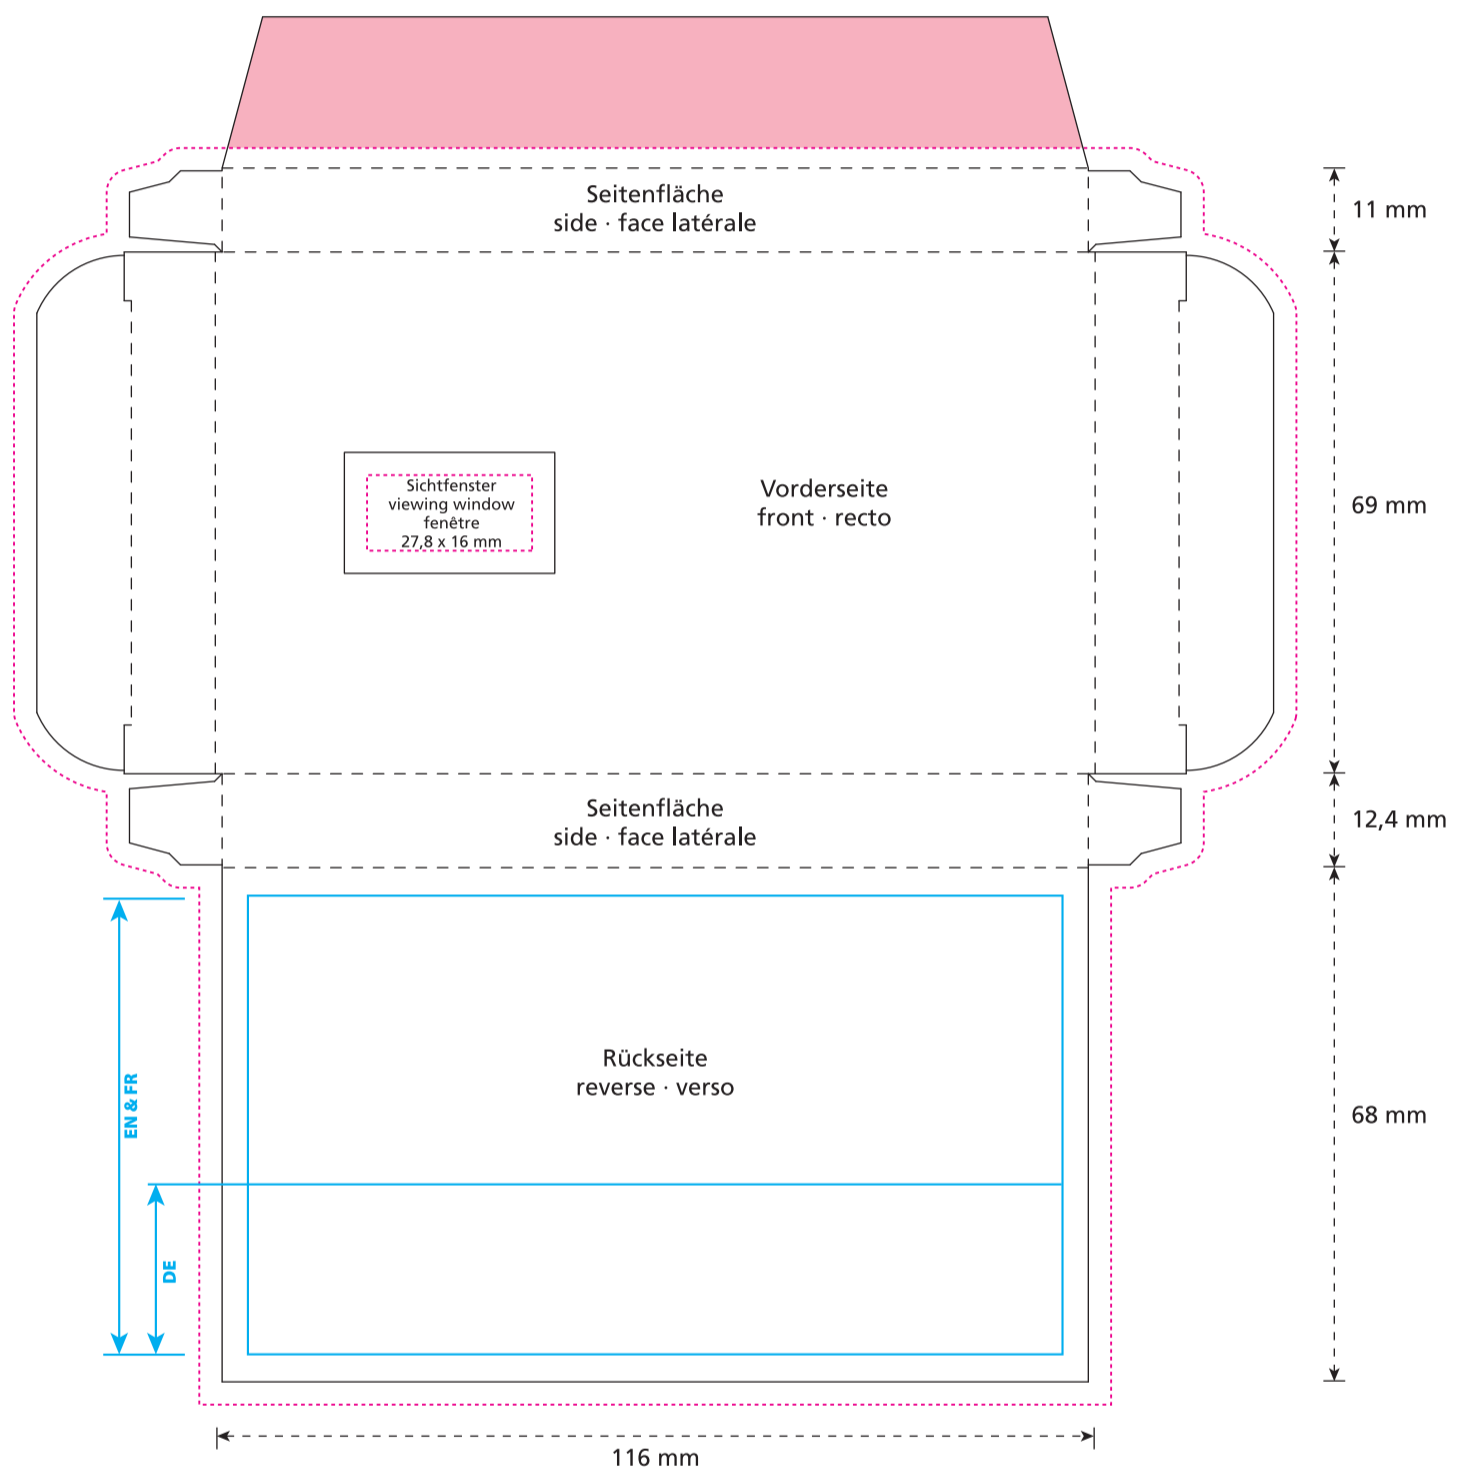 Seitenfläche
side · face latérale
11 mm
Sichtfenster
viewing window
fenêtre
27,8 x 16 mm
Vorderseite
front · recto
69 mm
Seitenfläche
side · face latérale
12,4 mm
EN & FR
DE
Rückseite
reverse · verso
68 mm
116 mm